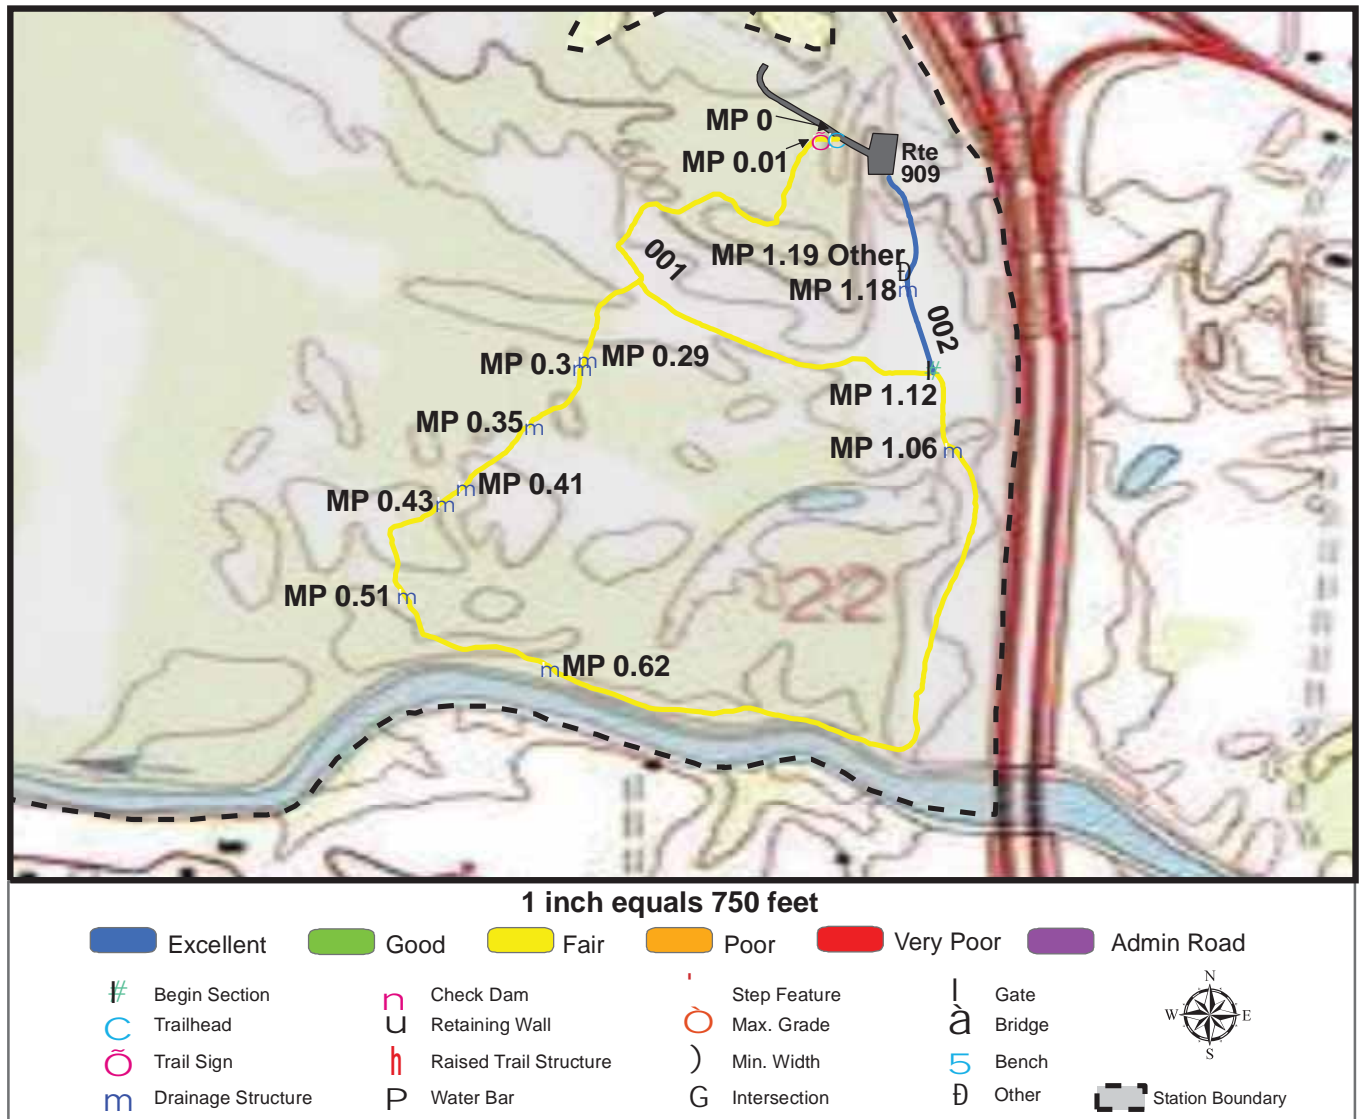 MP 0
MP 0.01
Rte
909
001
MP 1.19 Other
Đ
MP 1.18 m
002
MP 0.3 m m MP 0.29
MP 1.12
MP 0.35 m
MP 1.06 m
m MP 0.41
MP 0.43 m
22
MP 0.51 m
m MP 0.62
1 inch equals 750 feet
Excellent Good Fair Poor Very Poor Admin Road
# Begin Section n Check Dam ' Step Feature l Gate
C Trailhead u Retaining Wall Ò Max. Grade à Bridge
Õ Trail Sign h Raised Trail Structure ) Min. Width 5 Bench
m Drainage Structure P Water Bar G Intersection Đ Other Station Boundary
N
W E
S